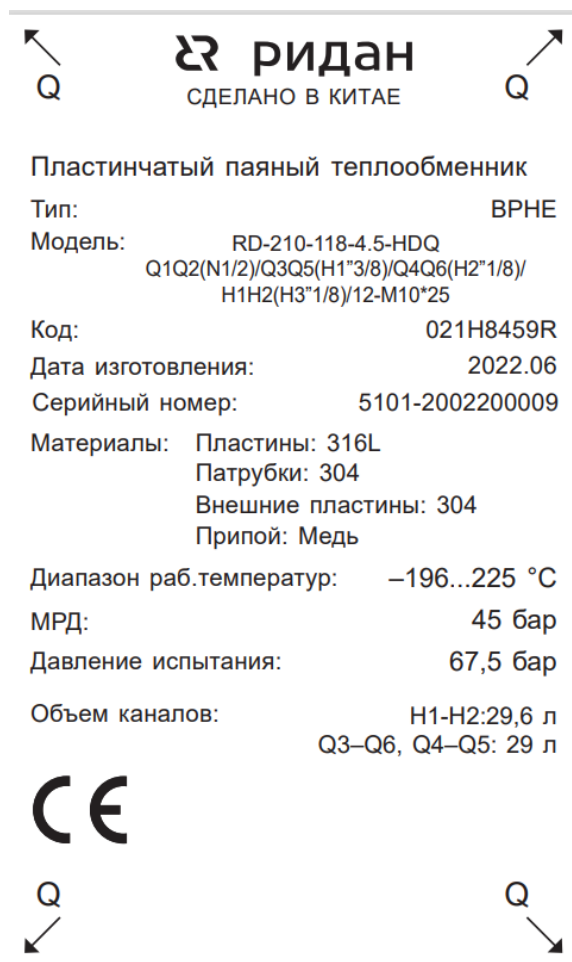 Q
ридан
Q
СДЕЛАНО В КИТАЕ
Пластинчатый паяный теплообменник
Тип: BPHE
Модель: RD-210-118-4.5-HDQ
Q1Q2(N1/2)/Q3Q5(H1"3/8)/Q4Q6(H2"1/8)/
H1H2(H3"1/8)/12-M10*25
Код: 021H8459R
Дата изготовления: 2022.06
Серийный номер: 5101-2002200009
Материалы: Пластины: 316L
Патрубки: 304
Внешние пластины: 304
Припой: Медь
Диапазон раб.температур: –196...225 °C
МРД: 45 бар
Давление испытания: 67,5 бар
Объем каналов: H1-H2:29,6 л
Q3–Q6, Q4–Q5: 29 л
CE
Q
Q